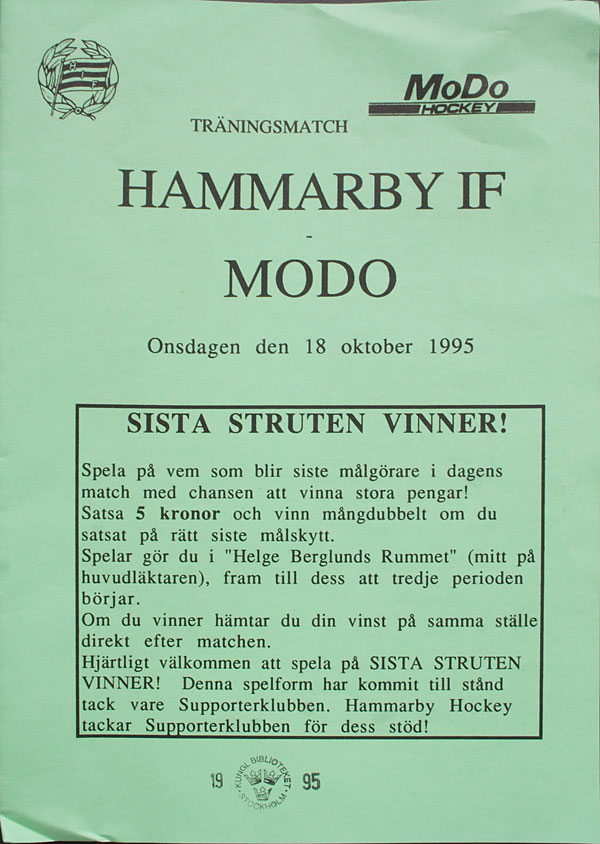 HIF
MoDo
HOCKEY
TRÄNINGSMATCH
HAMMARBY IF
-
MODO
Onsdagen den 18 oktober 1995
SISTA STRUTEN VINNER!
Spela på vem som blir siste målgörare i dagens
match med chansen att vinna stora pengar!
Satsa 5 kronor och vinn mångdubbelt om du
satsat på rätt siste målskytt.
Spelar gör du i "Helge Berglunds Rummet" (mitt på
huvudläktaren), fram till dess att tredje perioden
börjar.
Om du vinner hämtar du din vinst på samma ställe
direkt efter matchen.
Hjärtligt välkommen att spela på SISTA STRUTEN
VINNER! Denna spelform har kommit till stånd
tack vare Supporterklubben. Hammarby Hockey
tackar Supporterklubben för dess stöd!
19 KUNGL BIBLIOTEKET STOCKHOLM 95